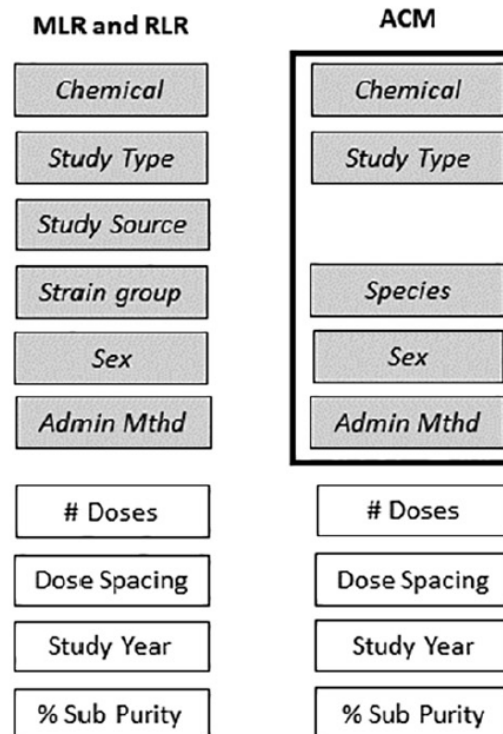 MLR and RLR
Chemical
Study Type
Study Source
Strain group
Sex
Admin Mthd
# Doses
Dose Spacing
Study Year
% Sub Purity
ACM
Chemical
Study Type
Species
Sex
Admin Mthd
# Doses
Dose Spacing
Study Year
% Sub Purity